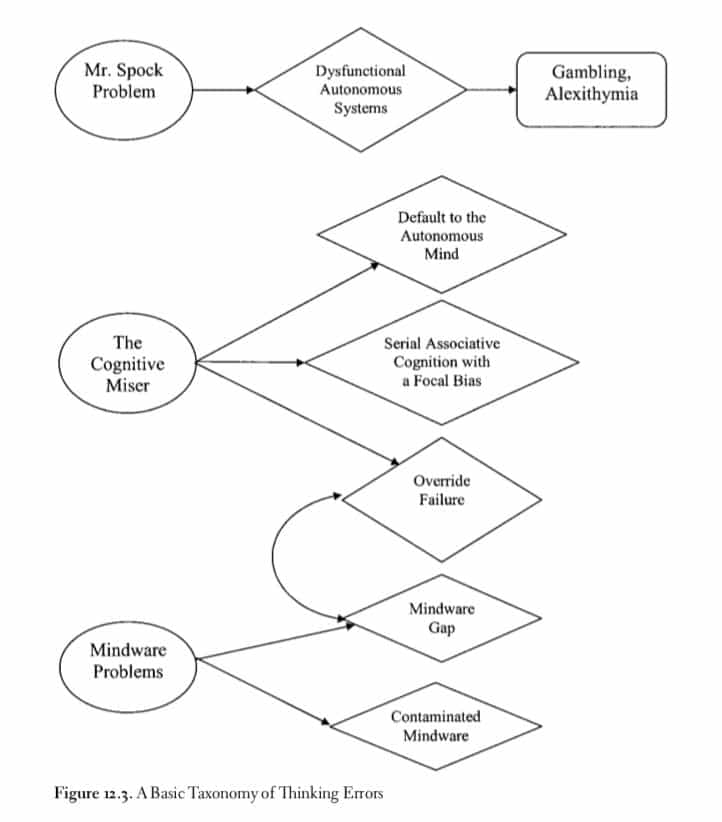 Mr. Spock
Problem
Dysfunctional
Autonomous
Systems
Gambling,
Alexithymia
Default to the
Autonomous
Mind
The
Cognitive
Miser
Serial Associative
Cognition with
a Focal Bias
Override
Failure
Mindware
Gap
Mindware
Problems
Contaminated
Mindware
Figure 12.3. A Basic Taxonomy of Thinking Errors